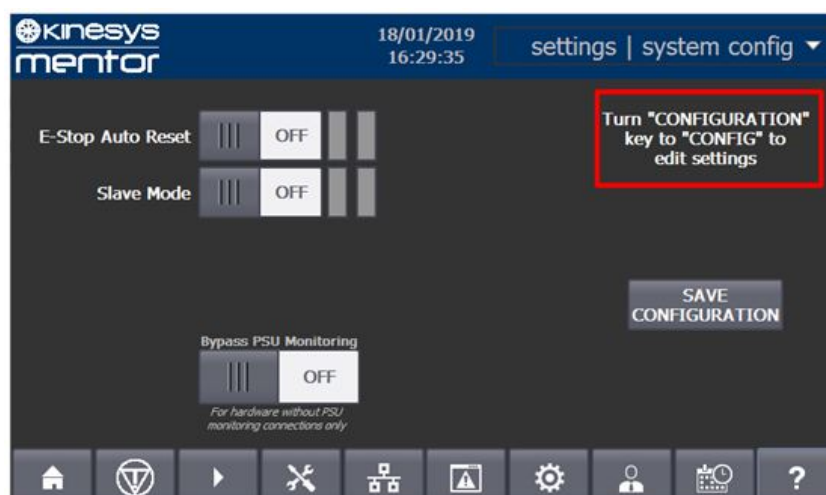 kinesys
mentor
18/01/2019
16:29:35
settings | system config
E-Stop Auto Reset
OFF
Turn "CONFIGURATION"
key to "CONFIG" to
edit settings
Slave Mode
OFF
SAVE
CONFIGURATION
Bypass PSU Monitoring
OFF
For hardware without PSU
monitoring connections only
?